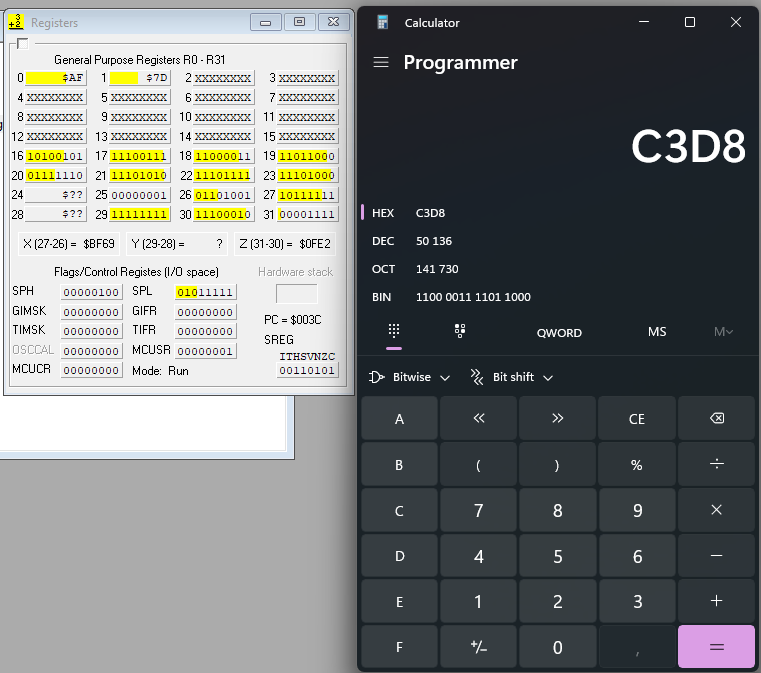 3
+2
Registers
General Purpose Registers R0 - R31
0 $AF 1 $7D 2 XXXXXXXX 3 XXXXXXXX
4 XXXXXXXX 5 XXXXXXXX 6 XXXXXXXX 7 XXXXXXXX
8 XXXXXXXX 9 XXXXXXXX 10 XXXXXXXX 11 XXXXXXXX
12 XXXXXXXX 13 XXXXXXXX 14 XXXXXXXX 15 XXXXXXXX
16 10100101 17 11100111 18 11000011 19 11011000
20 01111110 21 11101010 22 11101111 23 11101000
24 $?? 25 00000001 26 01101001 27 10111111
28 $?? 29 11111111 30 11100010 31 00001111
X (27-26) = $BF69 Y (29-28) = ? Z (31-30) = $0FE2
Flags/Control Registes (I/O space) Hardware stack
SPH 00000100 SPL 01011111
GIMSK 00000000 GIFR 00000000
TIMSK 00000000 TIFR 00000000
OSCCAL 00000000 MCUSR 00000001
MCUCR 00000000 Mode: Run
PC = $003C
SREG
ITHSVNZC
00110101
Calculator
Programmer
C3D8
HEX C3D8
DEC 50 136
OCT 141 730
BIN 1100 0011 1101 1000
QWORD MS M
Bitwise Bit shift
A « » CE
B ( ) % ÷
C 7 8 9 ×
D 4 5 6 −
E 1 2 3 +
F +/− 0 , =